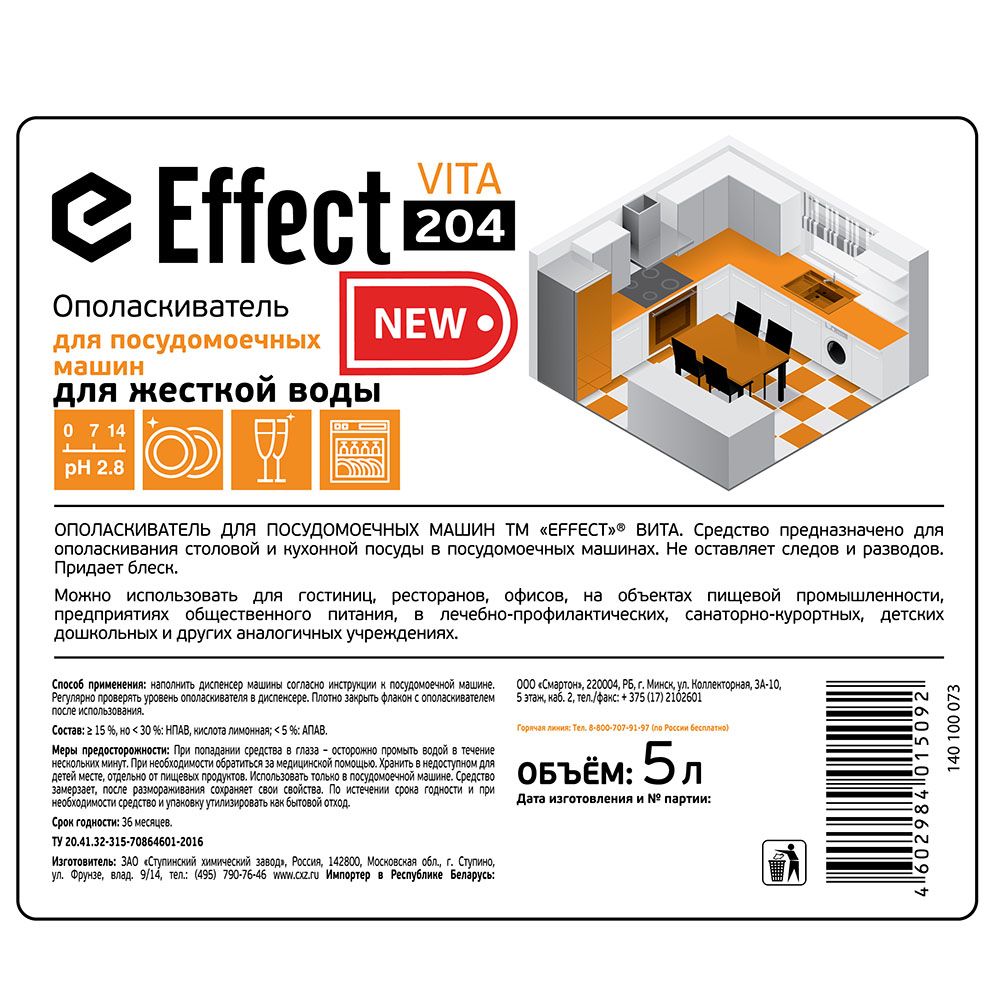 Effect VITA
204
Ополаскиватель
для посудомоечных
машин
для жесткой воды
NEW
0 7 14
pH 2.8
ОПОЛАСКИВАТЕЛЬ ДЛЯ ПОСУДОМОЕЧНЫХ МАШИН ТМ «EFFECT»® ВИТА. Средство предназначено для
ополаскивания столовой и кухонной посуды в посудомоечных машинах. Не оставляет следов и разводов.
Придает блеск.
Можно использовать для гостиниц, ресторанов, офисов, на объектах пищевой промышленности,
предприятиях общественного питания, в лечебно-профилактических, санаторно-курортных, детских
дошкольных и других аналогичных учреждениях.
Способ применения: наполнить диспенсер машины согласно инструкции к посудомоечной машине.
Регулярно проверять уровень ополаскивателя в диспенсере. Плотно закрыть флакон с ополаскивателем
после использования.
Состав: ≥ 15 %, но < 30 %: НПАВ, кислота лимонная; < 5 %: АПАВ.
Меры предосторожности: При попадании средства в глаза – осторожно промыть водой в течение
нескольких минут. При необходимости обратиться за медицинской помощью. Хранить в недоступном для
детей месте, отдельно от пищевых продуктов. Использовать только в посудомоечной машине. Средство
замерзает, после размораживания сохраняет свои свойства. По истечении срока годности и при
необходимости средство и упаковку утилизировать как бытовой отход.
Срок годности: 36 месяцев.
ТУ 20.41.32-315-70864601-2016
Изготовитель: ЗАО «Ступинский химический завод», Россия, 142800, Московская обл., г. Ступино,
ул. Фрунзе, влад. 9/14, тел.: (495) 790-76-46 www.cxz.ru Импортер в Республике Беларусь:
ООО «Смартон», 220004, РБ, г. Минск, ул. Коллекторная, 3А-10,
5 этаж, каб. 2, тел./факс: + 375 (17) 2102601
Горячая линия: Тел. 8-800-707-91-97 (по России бесплатно)
ОБЪЁМ: 5 л
Дата изготовления и № партии:
4 602984 015092
140 100 073